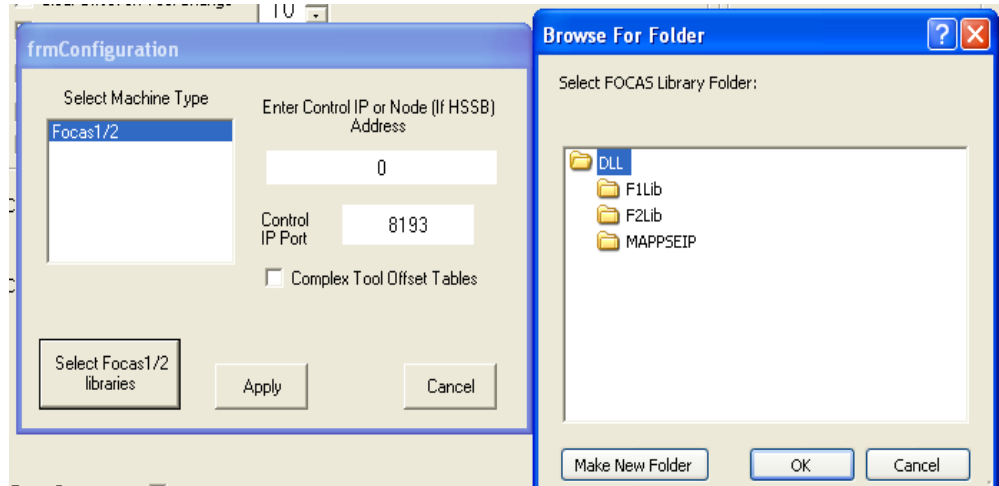 10
frmConfiguration
Select Machine Type
Focas1/2
Enter Control IP or Node (If HSSB)
Address
0
Control
IP Port
8193
Complex Tool Offset Tables
Select Focas1/2
libraries
Apply
Cancel
Browse For Folder
Select FOCAS Library Folder:
DLL
F1Lib
F2Lib
MAPPSEIP
Make New Folder
OK
Cancel